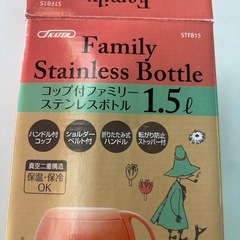 Family
STFB15
STFB15
SKATER
Family
Stainless Bottle
コップ付ファミリー
ステンレスボトル 1.5ℓ
ハンドル付
コップ
ショルダー
ベルト付
折りたたみ式
ハンドル
転がり防止
ストッパー付
真空二重構造
保温・保冷
OK